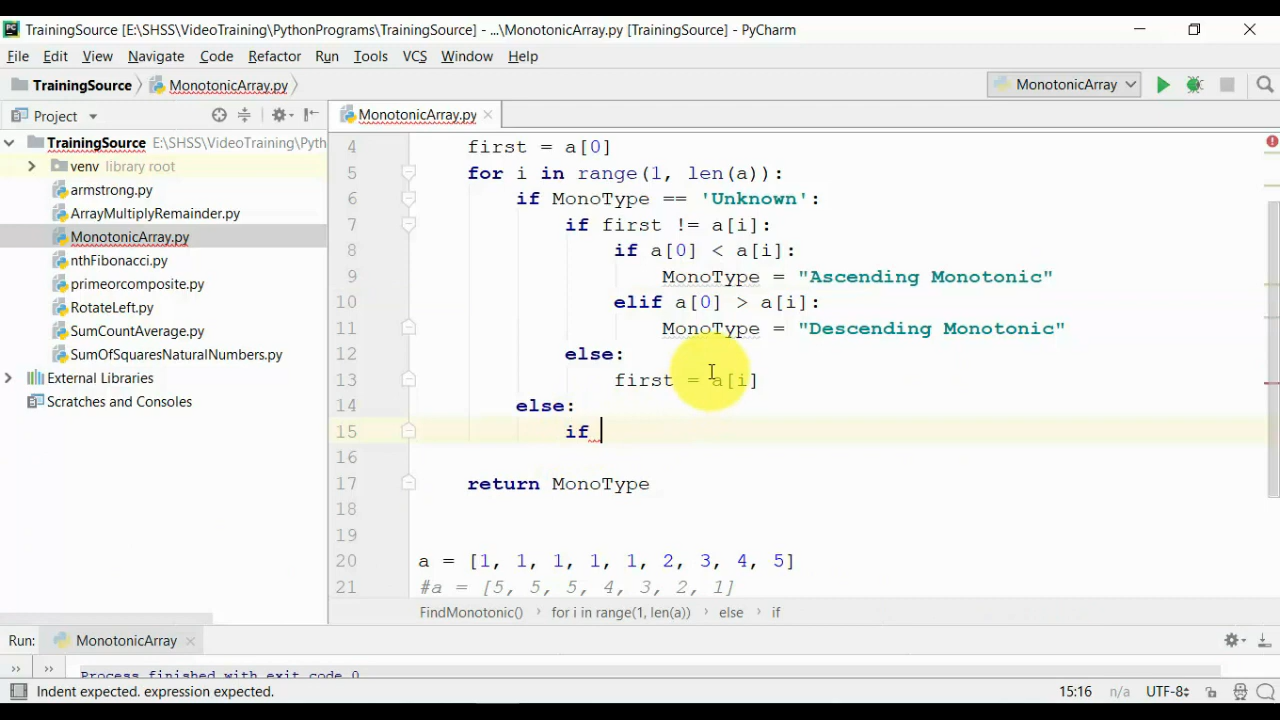 TrainingSource [E:\SHSS\VideoTraining\PythonPrograms\TrainingSource] - ...\MonotonicArray.py [TrainingSource] - PyCharm
File Edit View Navigate Code Refactor Run Tools VCS Window Help
TrainingSource MonotonicArray.py MonotonicArray
Project MonotonicArray.py
TrainingSource E:\SHSS\VideoTraining\Pyth
venv library root
armstrong.py
ArrayMultiplyRemainder.py
MonotonicArray.py
nthFibonacci.py
primeorcomposite.py
RotateLeft.py
SumCountAverage.py
SumOfSquaresNaturalNumbers.py
External Libraries
Scratches and Consoles
4 first = a[0]
5 for i in range(1, len(a)):
6 if MonoType == 'Unknown':
7 if first != a[i]:
8 if a[0] < a[i]:
9 MonoType = "Ascending Monotonic"
10 elif a[0] > a[i]:
11 MonoType = "Descending Monotonic"
12 else:
13 first = a[i]
14 else:
15 if
16
17 return MonoType
18
19
20 a = [1, 1, 1, 1, 1, 2, 3, 4, 5]
21 #a = [5, 5, 5, 4, 3, 2, 1]
FindMonotonic() › for i in range(1, len(a)) › else › if
Run: MonotonicArray
Process finished with exit code 0
Indent expected. expression expected. 15:16 n/a UTF-8